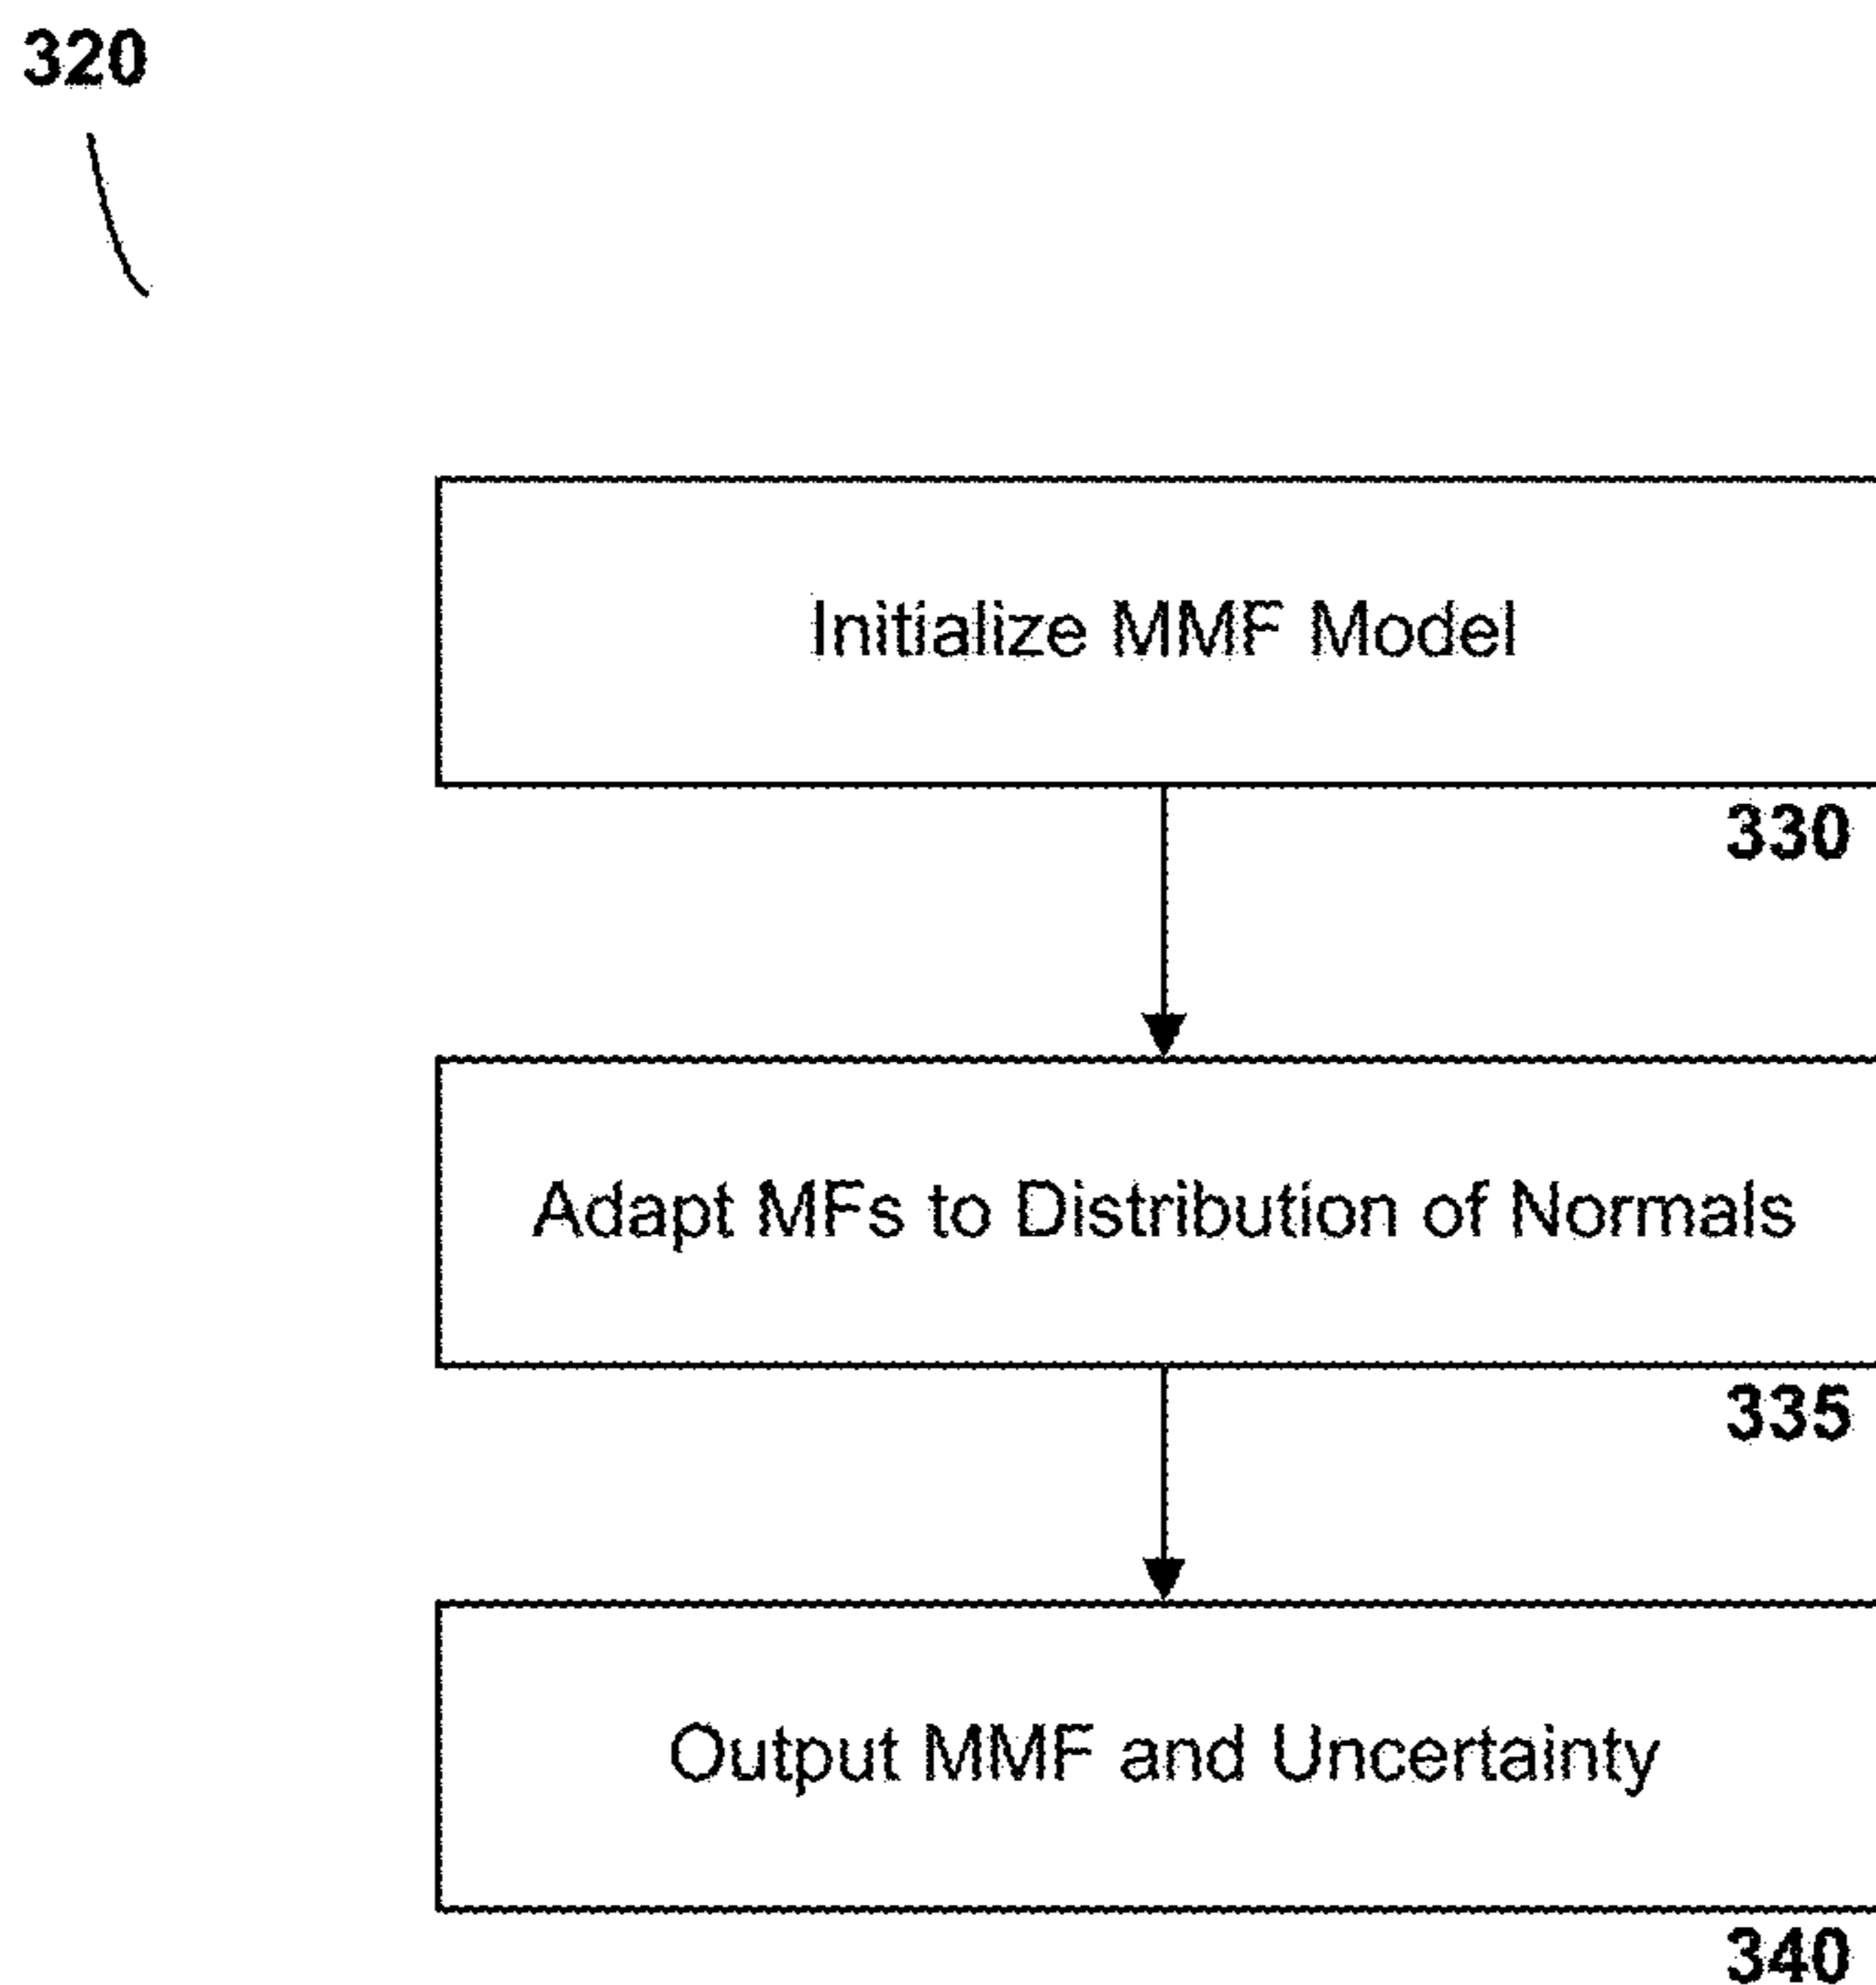 320
Initialize MMF Model
330
Adapt MFs to Distribution of Normals
335
Output MMF and Uncertainty
340